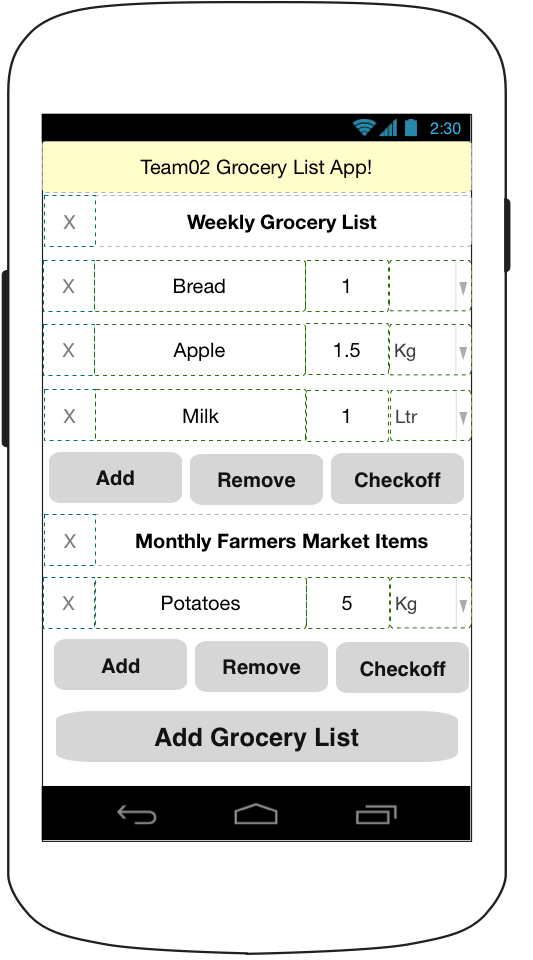 2:30
Team02 Grocery List App!
X Weekly Grocery List
X Bread 1
X Apple 1.5 Kg
X Milk 1 Ltr
Add Remove Checkoff
X Monthly Farmers Market Items
X Potatoes 5 Kg
Add Remove Checkoff
Add Grocery List